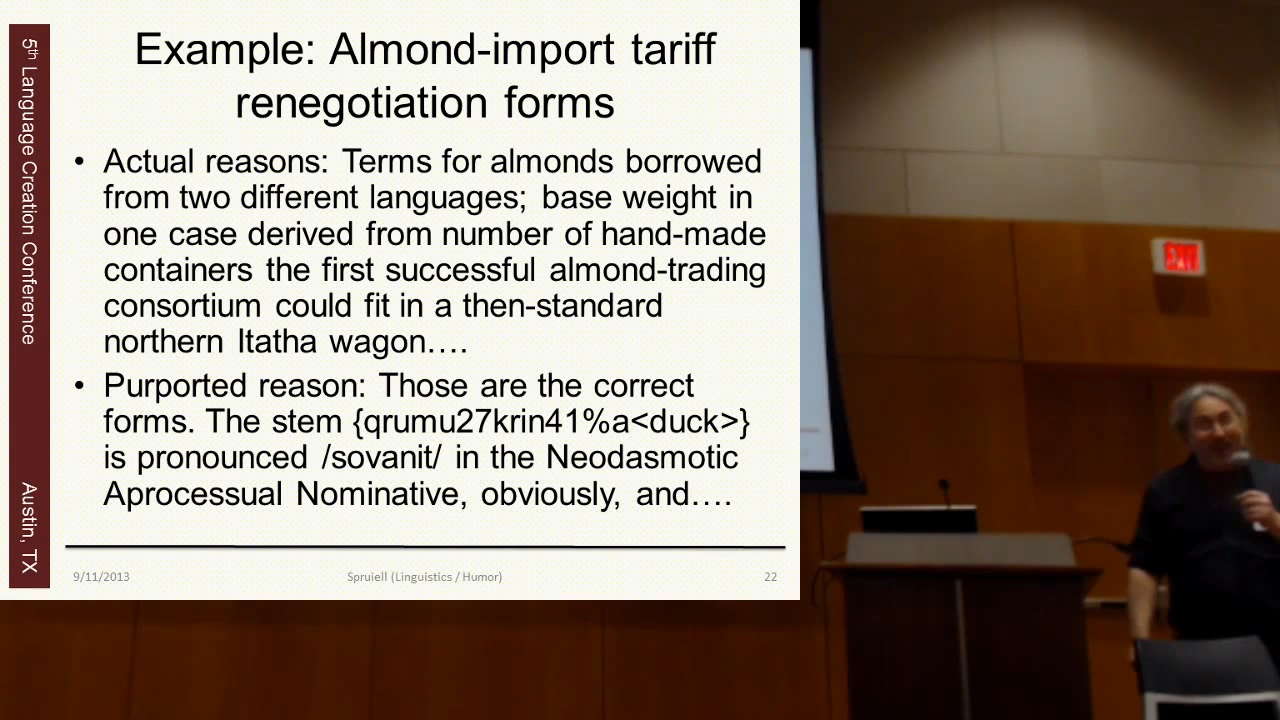 5th Language Creation Conference
Austin, TX
Example: Almond-import tariff
renegotiation forms
• Actual reasons: Terms for almonds borrowed
from two different languages; base weight in
one case derived from number of hand-made
containers the first successful almond-trading
consortium could fit in a then-standard
northern Itatha wagon….
• Purported reason: Those are the correct
forms. The stem {qrumu27krin41%a<duck>}
is pronounced /sovanit/ in the Neodasmotic
Aprocessual Nominative, obviously, and….
9/11/2013
Spruiell (Linguistics / Humor)
22
EXIT